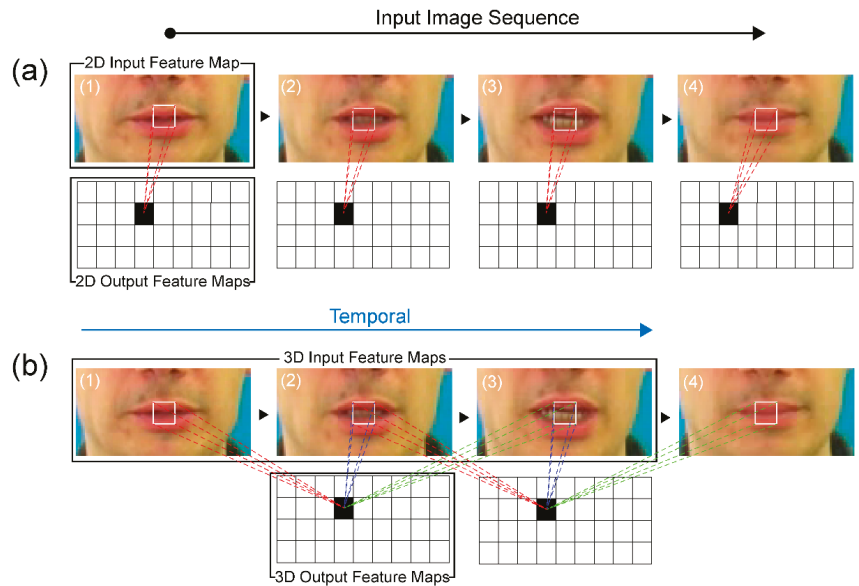 Input Image Sequence
(a)
2D Input Feature Map
(1)
(2)
(3)
(4)
2D Output Feature Maps
Temporal
(b)
3D Input Feature Maps
(1)
(2)
(3)
(4)
3D Output Feature Maps